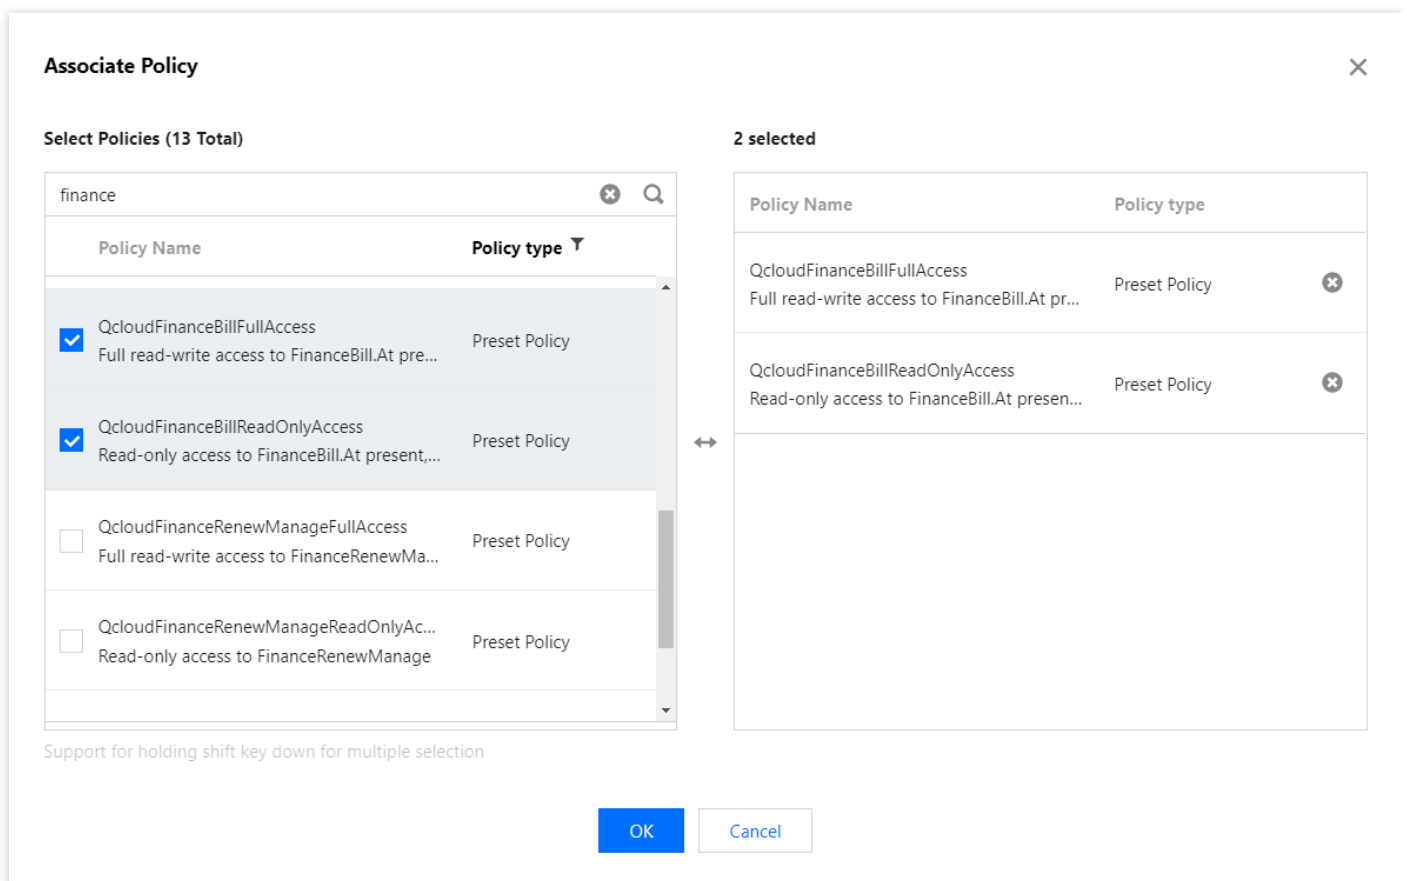 Associate Policy
Select Policies (13 Total)
finance
Policy Name Policy type
QcloudFinanceBillFullAccess
Full read-write access to FinanceBill.At pre...
Preset Policy
QcloudFinanceBillReadOnlyAccess
Read-only access to FinanceBill.At present,...
Preset Policy
QcloudFinanceRenewManageFullAccess
Full read-write access to FinanceRenewMa...
Preset Policy
QcloudFinanceRenewManageReadOnlyAc...
Read-only access to FinanceRenewManage
Preset Policy
Support for holding shift key down for multiple selection
2 selected
Policy Name Policy type
QcloudFinanceBillFullAccess
Full read-write access to FinanceBill.At pr...
Preset Policy
QcloudFinanceBillReadOnlyAccess
Read-only access to FinanceBill.At presen...
Preset Policy
OK Cancel